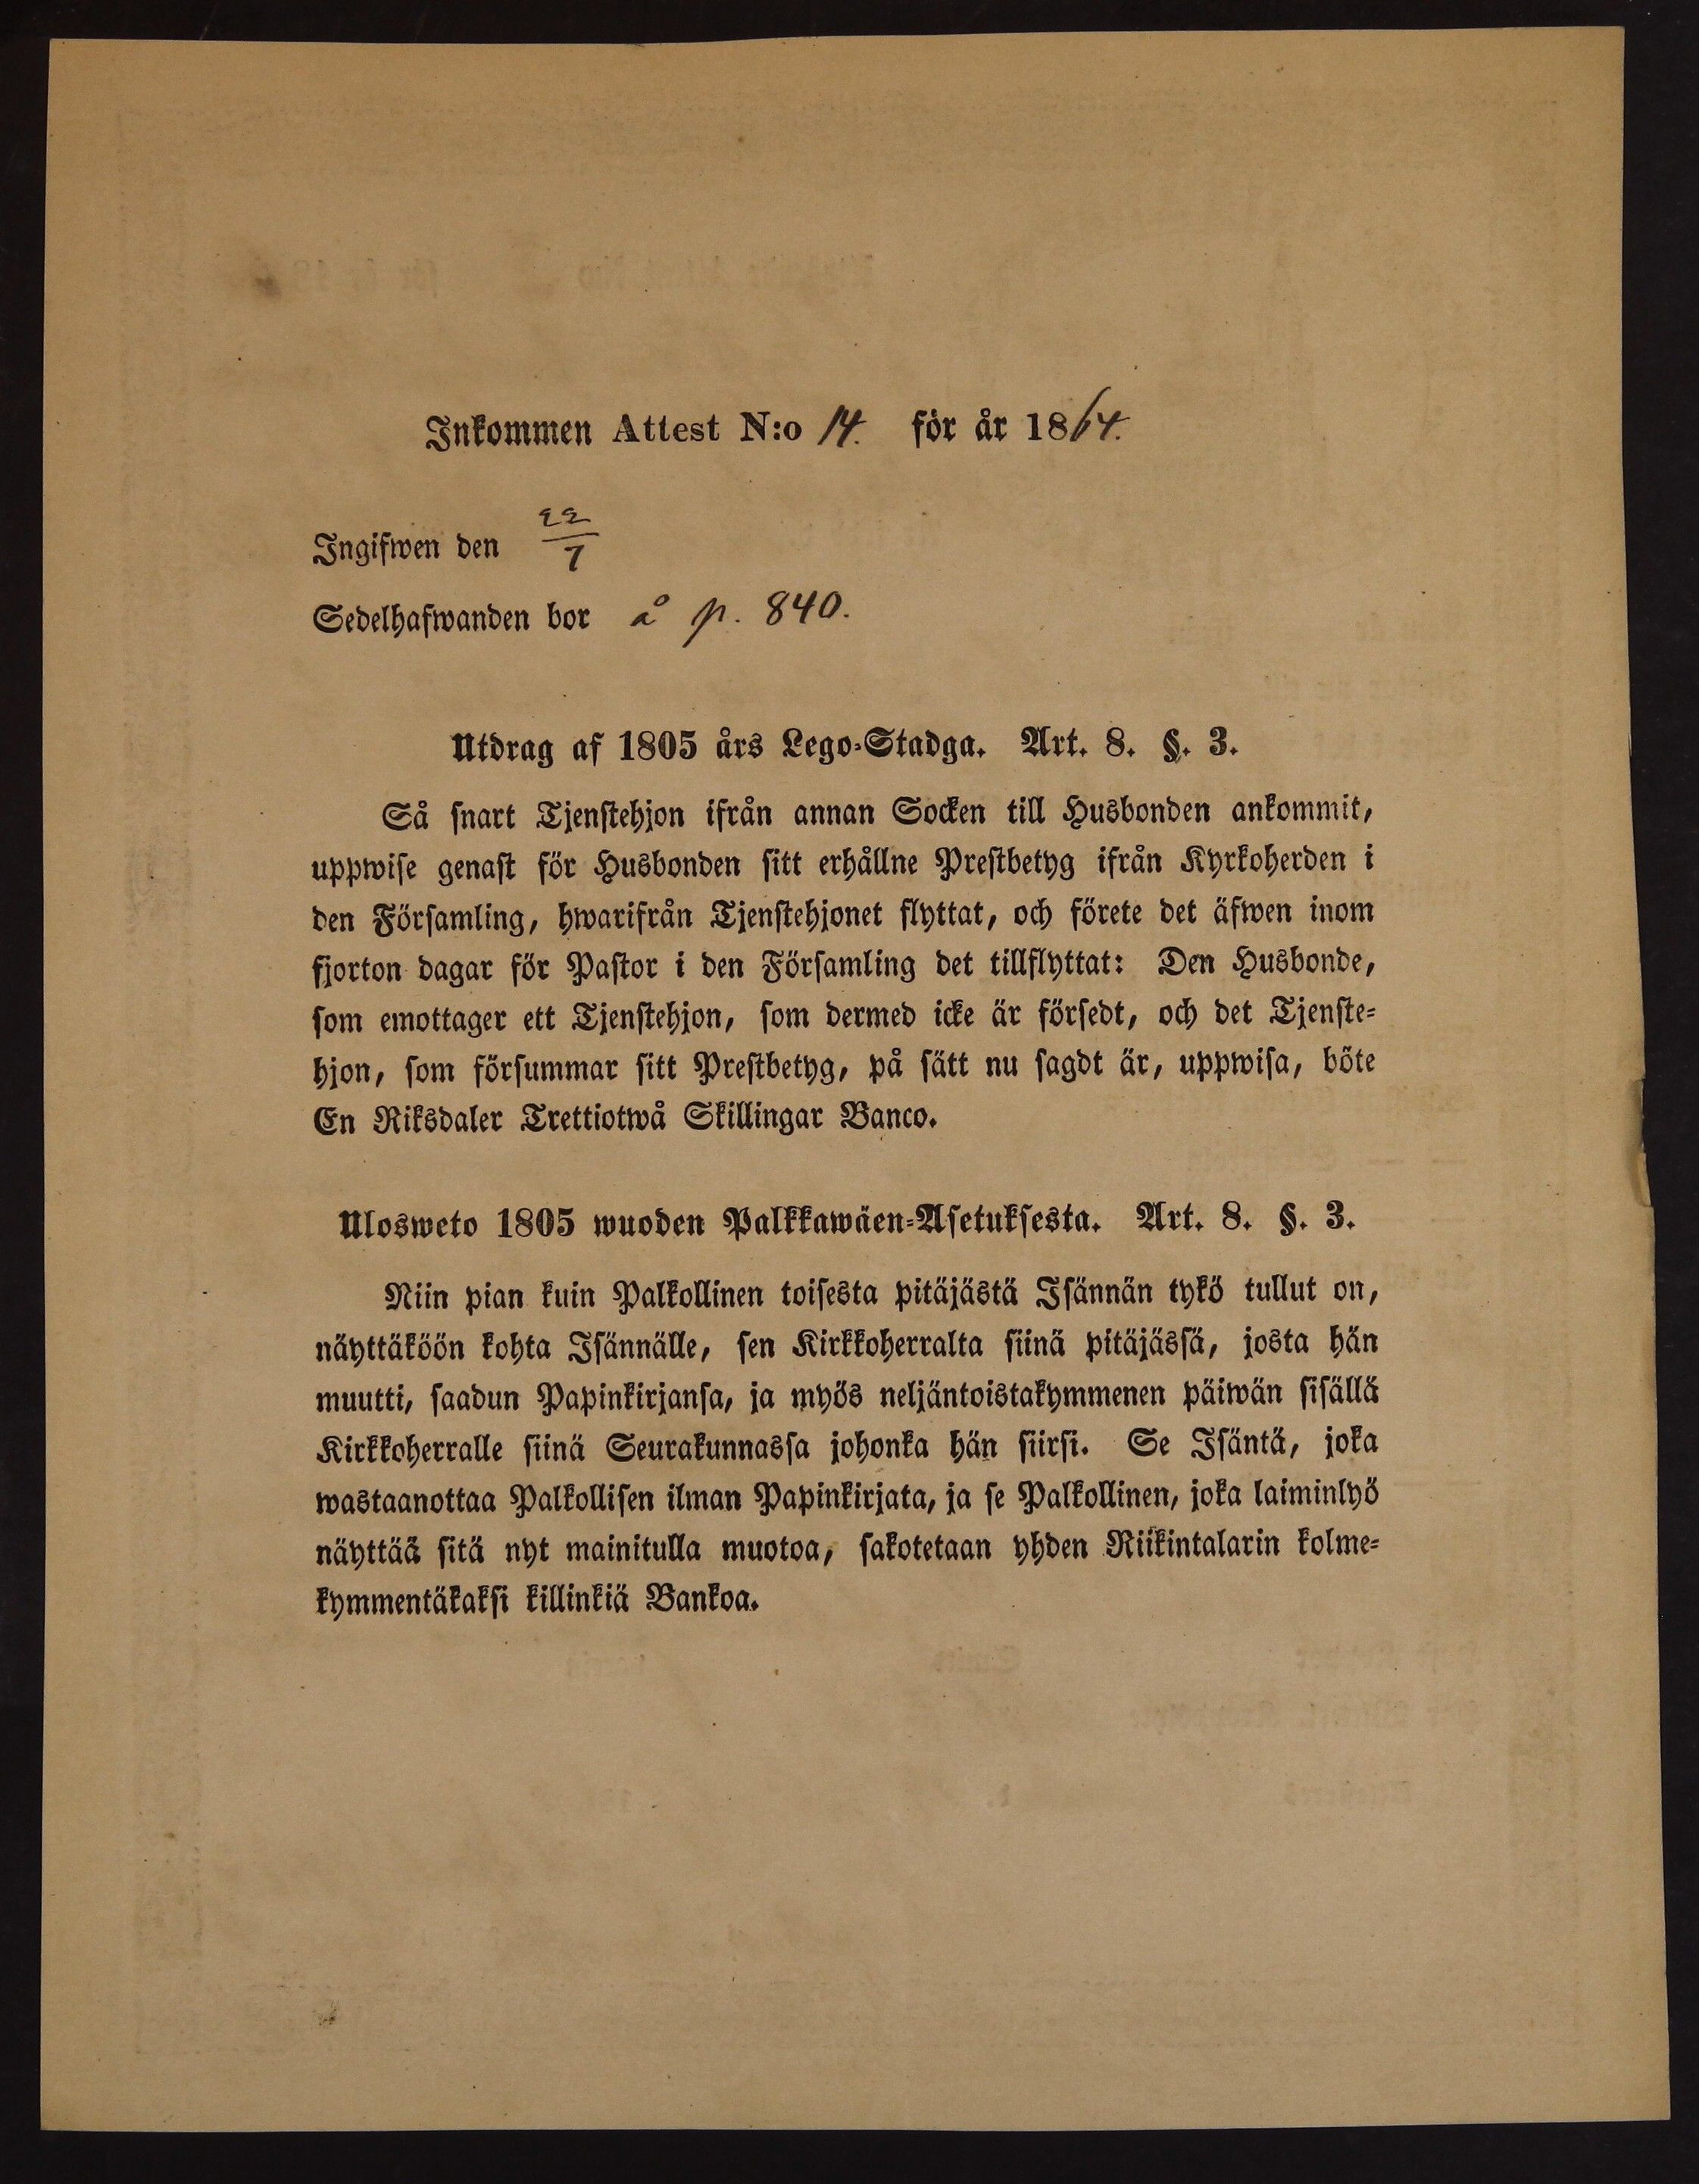 Inkommen Attest N:o 14. för år 1864.
Ingifwen den 22/7
Sedelhafwanden bor å p. 840.
Utdrag af 1805 års Lego-Stadga. Art. 8. §. 3.
Så snart Tjenstehjon ifrån annan Socken till Husbonden ankommit,
uppwise genast för Husbonden sitt erhållne Prestbetyg ifrån Kyrkoherden i
den Församling, hwarifrån Tjenstehjonet flyttat, och förete det äfwen inom
fjorton dagar för Pastor i den Församling det tillflyttat: Den Husbonde,
som emottager ett Tjenstehjon, som dermed icke är försedt, och det Tjenste-
hjon, som försummar sitt Prestbetyg, på sätt nu sagdt är, uppwisa, böte
En Riksdaler Trettiotwå Skillingar Banco.
Ulosweto 1805 wuoden Palkkawäen-Asetuksesta. Art. 8. §. 3.
Niin pian kuin Palkollinen toisesta pitäjästä Isännän tykö tullut on,
näyttäköön kohta Isännälle, sen Kirkkoherralta siinä pitäjässä, josta hän
muutti, saadun Papinkirjansa, ja myös neljäntoistakymmenen päiwän sisällä
Kirkkoherralle siinä Seurakunnassa johonka hän siirsi. Se Isäntä, joka
wastaanottaa Palkollisen ilman Papinkirjata, ja se Palkollinen, joka laiminlyö
näyttää sitä nyt mainitulla muotoa, sakotetaan yhden Riikintalarin kolme-
kymmentäkaksi killinkiä Bankoa.